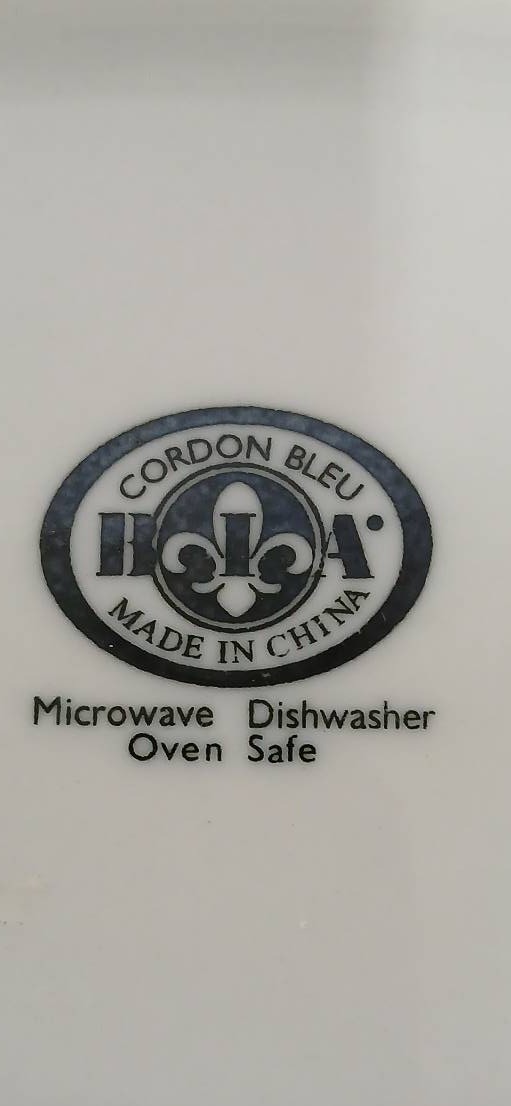 CORDON BLEU
BIA
MADE IN CHINA
Microwave Dishwasher
Oven Safe